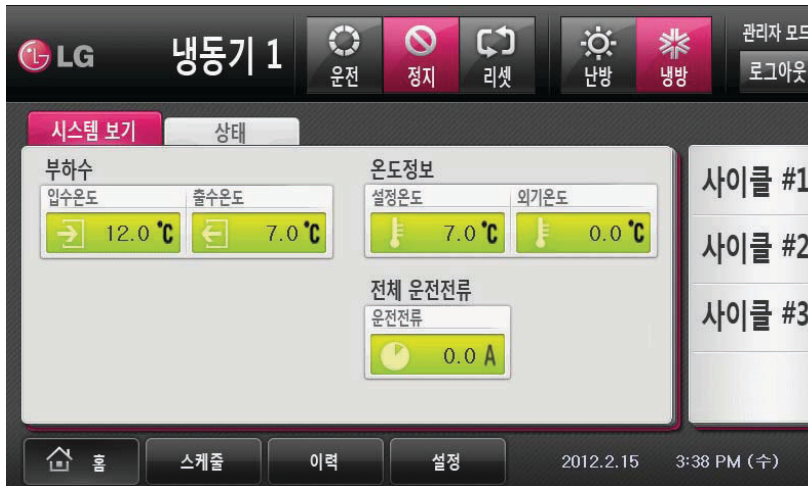 LG 냉동기 1 운전 정지 리셋 난방 냉방 관리자 모드
로그아웃
시스템 보기 상태
부하수 온도정보
입수온도 출수온도 설정온도 외기온도
12.0 °C 7.0 °C 7.0 °C 0.0 °C
전체 운전전류
운전전류
0.0 A
사이클 #1
사이클 #2
사이클 #3
홈 스케줄 이력 설정 2012.2.15 3:38 PM (수)